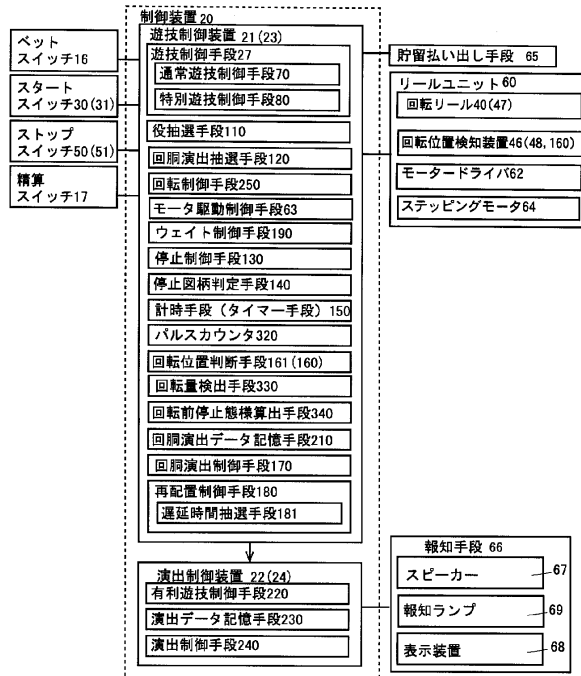 制御装置20
ベット
スイッチ16
スタート
スイッチ30(31)
ストップ
スイッチ50(51)
精算
スイッチ17
遊技制御装置 21(23)
遊技制御手段27
通常遊技制御手段70
特別遊技制御手段80
役抽選手段110
回胴演出抽選手段120
回転制御手段250
モータ駆動制御手段63
ウェイト制御手段190
停止制御手段130
停止図柄判定手段140
計時手段（タイマー手段）150
パルスカウンタ320
回転位置判断手段161(160)
回転量検出手段330
回転前停止態様算出手段340
回胴演出データ記憶手段210
回胴演出制御手段170
再配置制御手段180
遅延時間抽選手段181
演出制御装置 22(24)
有利遊技制御手段220
演出データ記憶手段230
演出制御手段240
貯留払い出し手段 65
リールユニット 60
回転リール40(47)
回転位置検知装置46(48,160)
モータードライバ62
ステッピングモータ64
報知手段 66
スピーカー 67
報知ランプ 69
表示装置 68